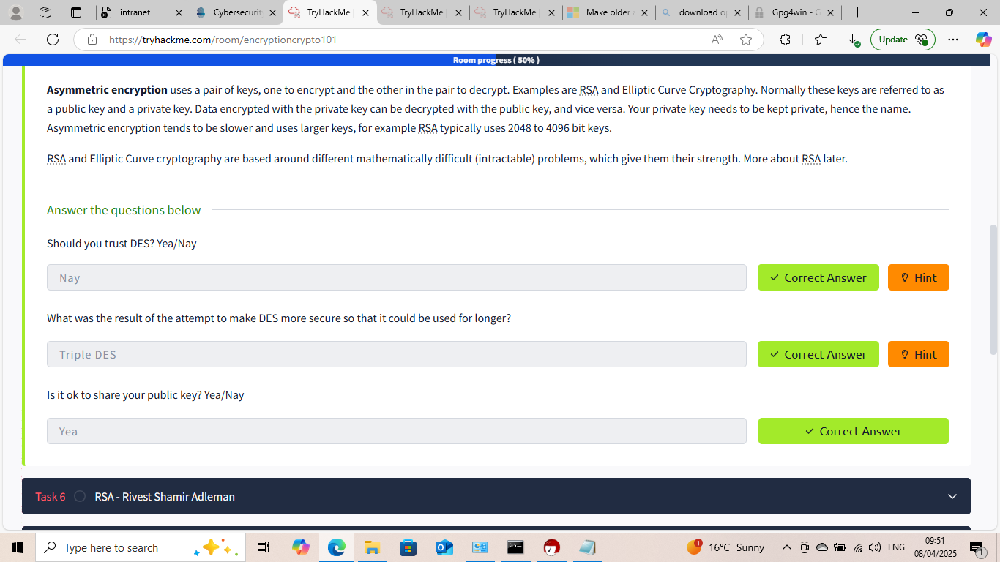 intranet
Cybersecurit
TryHackMe |
TryHackMe |
TryHackMe |
Make older
download o
Gpg4win - G
https://tryhackme.com/room/encryptioncrypto101
Update
Room progress ( 50% )
Asymmetric encryption uses a pair of keys, one to encrypt and the other in the pair to decrypt. Examples are RSA and Elliptic Curve Cryptography. Normally these keys are referred to as
a public key and a private key. Data encrypted with the private key can be decrypted with the public key, and vice versa. Your private key needs to be kept private, hence the name.
Asymmetric encryption tends to be slower and uses larger keys, for example RSA typically uses 2048 to 4096 bit keys.
RSA and Elliptic Curve cryptography are based around different mathematically difficult (intractable) problems, which give them their strength. More about RSA later.
Answer the questions below
Should you trust DES? Yea/Nay
Nay
Correct Answer
Hint
What was the result of the attempt to make DES more secure so that it could be used for longer?
Triple DES
Correct Answer
Hint
Is it ok to share your public key? Yea/Nay
Yea
Correct Answer
Task 6
RSA - Rivest Shamir Adleman
Type here to search
1
16°C Sunny
ENG
09:51
08/04/2025
1